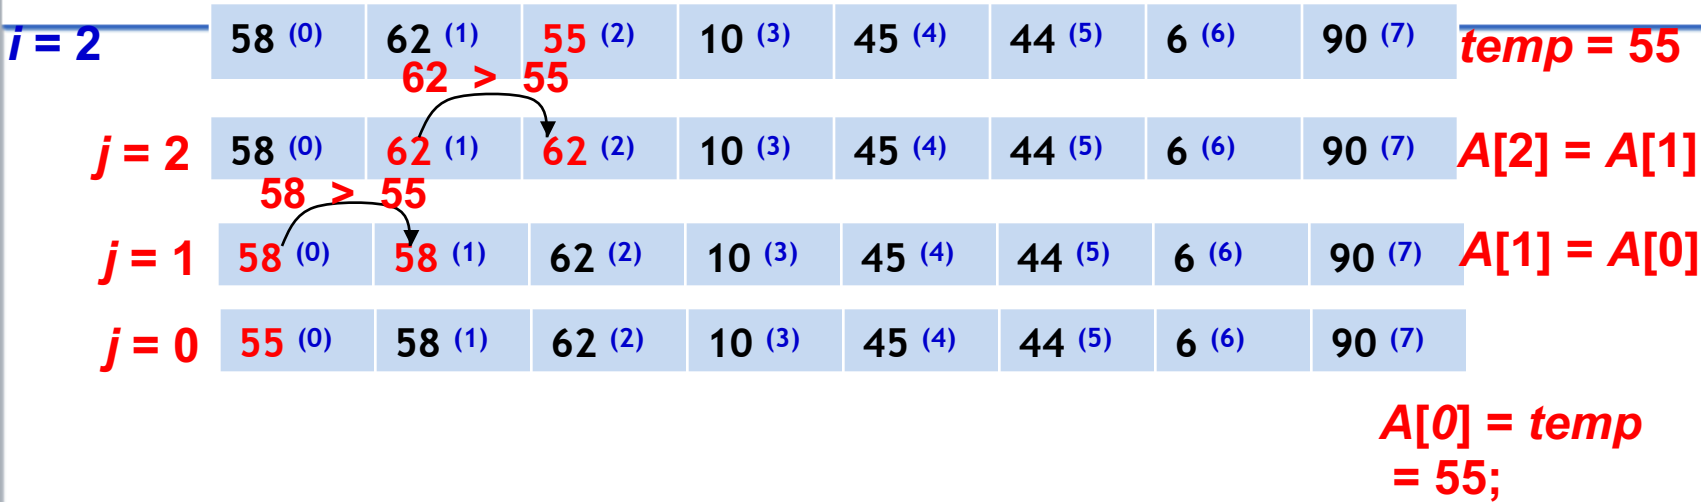 i = 2 58 (0) 62 (1) 55 (2) 10 (3) 45 (4) 44 (5) 6 (6) 90 (7) temp = 55
62 > 55
j = 2 58 (0) 62 (1) 62 (2) 10 (3) 45 (4) 44 (5) 6 (6) 90 (7) A[2] = A[1]
58 > 55
j = 1 58 (0) 58 (1) 62 (2) 10 (3) 45 (4) 44 (5) 6 (6) 90 (7) A[1] = A[0]
j = 0 55 (0) 58 (1) 62 (2) 10 (3) 45 (4) 44 (5) 6 (6) 90 (7)
A[0] = temp
= 55;